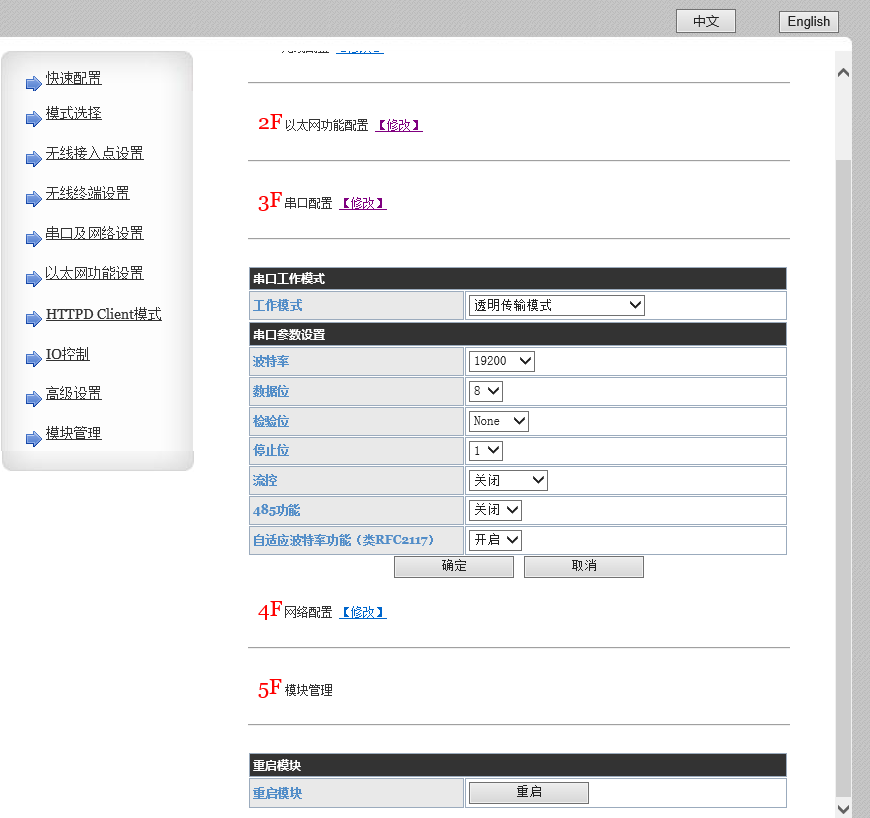 中文 English
快速配置
模式选择
无线接入点设置
无线终端设置
串口及网络设置
以太网功能设置
HTTPD Client模式
IO控制
高级设置
模块管理
2F 以太网功能配置 【修改】
3F 串口配置 【修改】
串口工作模式
工作模式 透明传输模式
串口参数设置
波特率 19200
数据位 8
检验位 None
停止位 1
流控 关闭
485功能 关闭
自适应波特率功能（类RFC2117） 开启
确定 取消
4F 网络配置 【修改】
5F 模块管理
重启模块
重启模块 重启